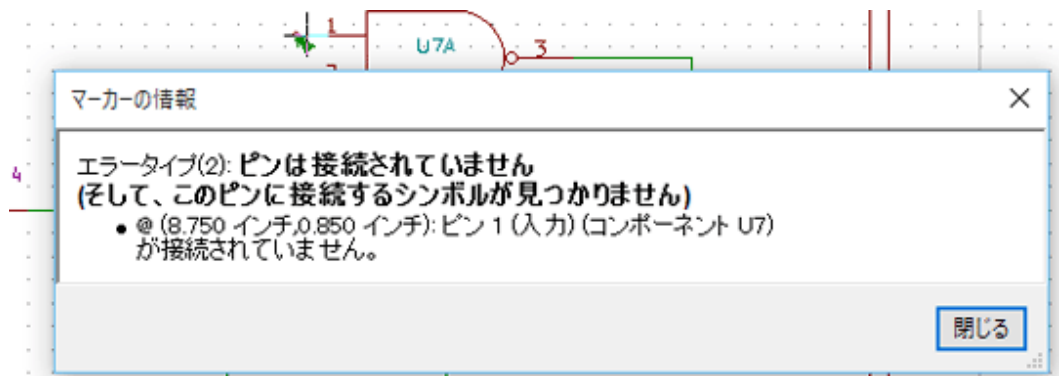 1
U7A
3
マーカーの情報
4
エラータイプ(2): ピンは接続されていません
(そして、このピンに接続するシンボルが見つかりません)
● @ (8.750 インチ,0.850 インチ): ピン 1 (入力) (コンポーネント U7)
が接続されていません。
閉じる